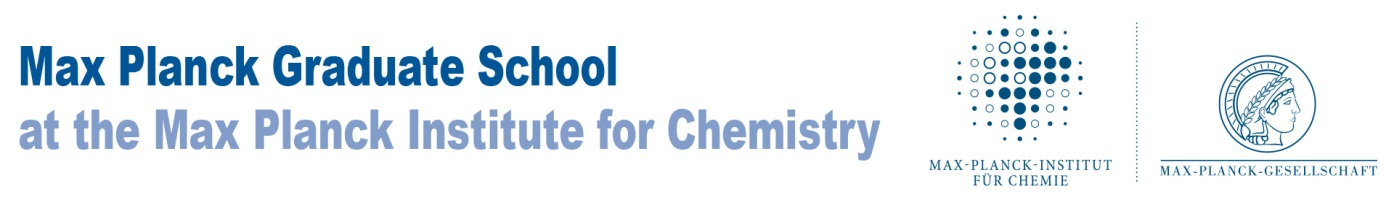 Max Planck Graduate School
at the Max Planck Institute for Chemistry
MAX-PLANCK-INSTITUT
FÜR CHEMIE
MAX-PLANCK-GESELLSCHAFT